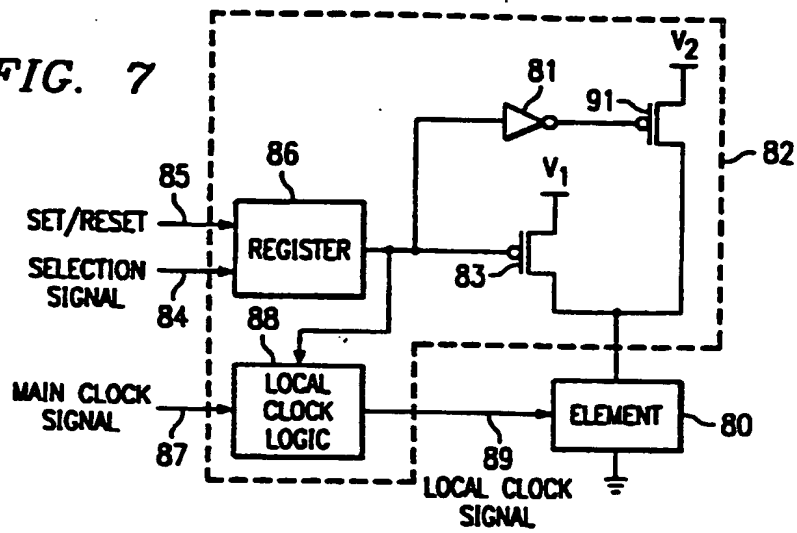 FIG. 7
V2
81
91
82
86
V1
85
SET/RESET
REGISTER
83
SELECTION
SIGNAL
84
88
MAIN CLOCK
SIGNAL
87
LOCAL
CLOCK
LOGIC
ELEMENT
80
89
LOCAL CLOCK
SIGNAL